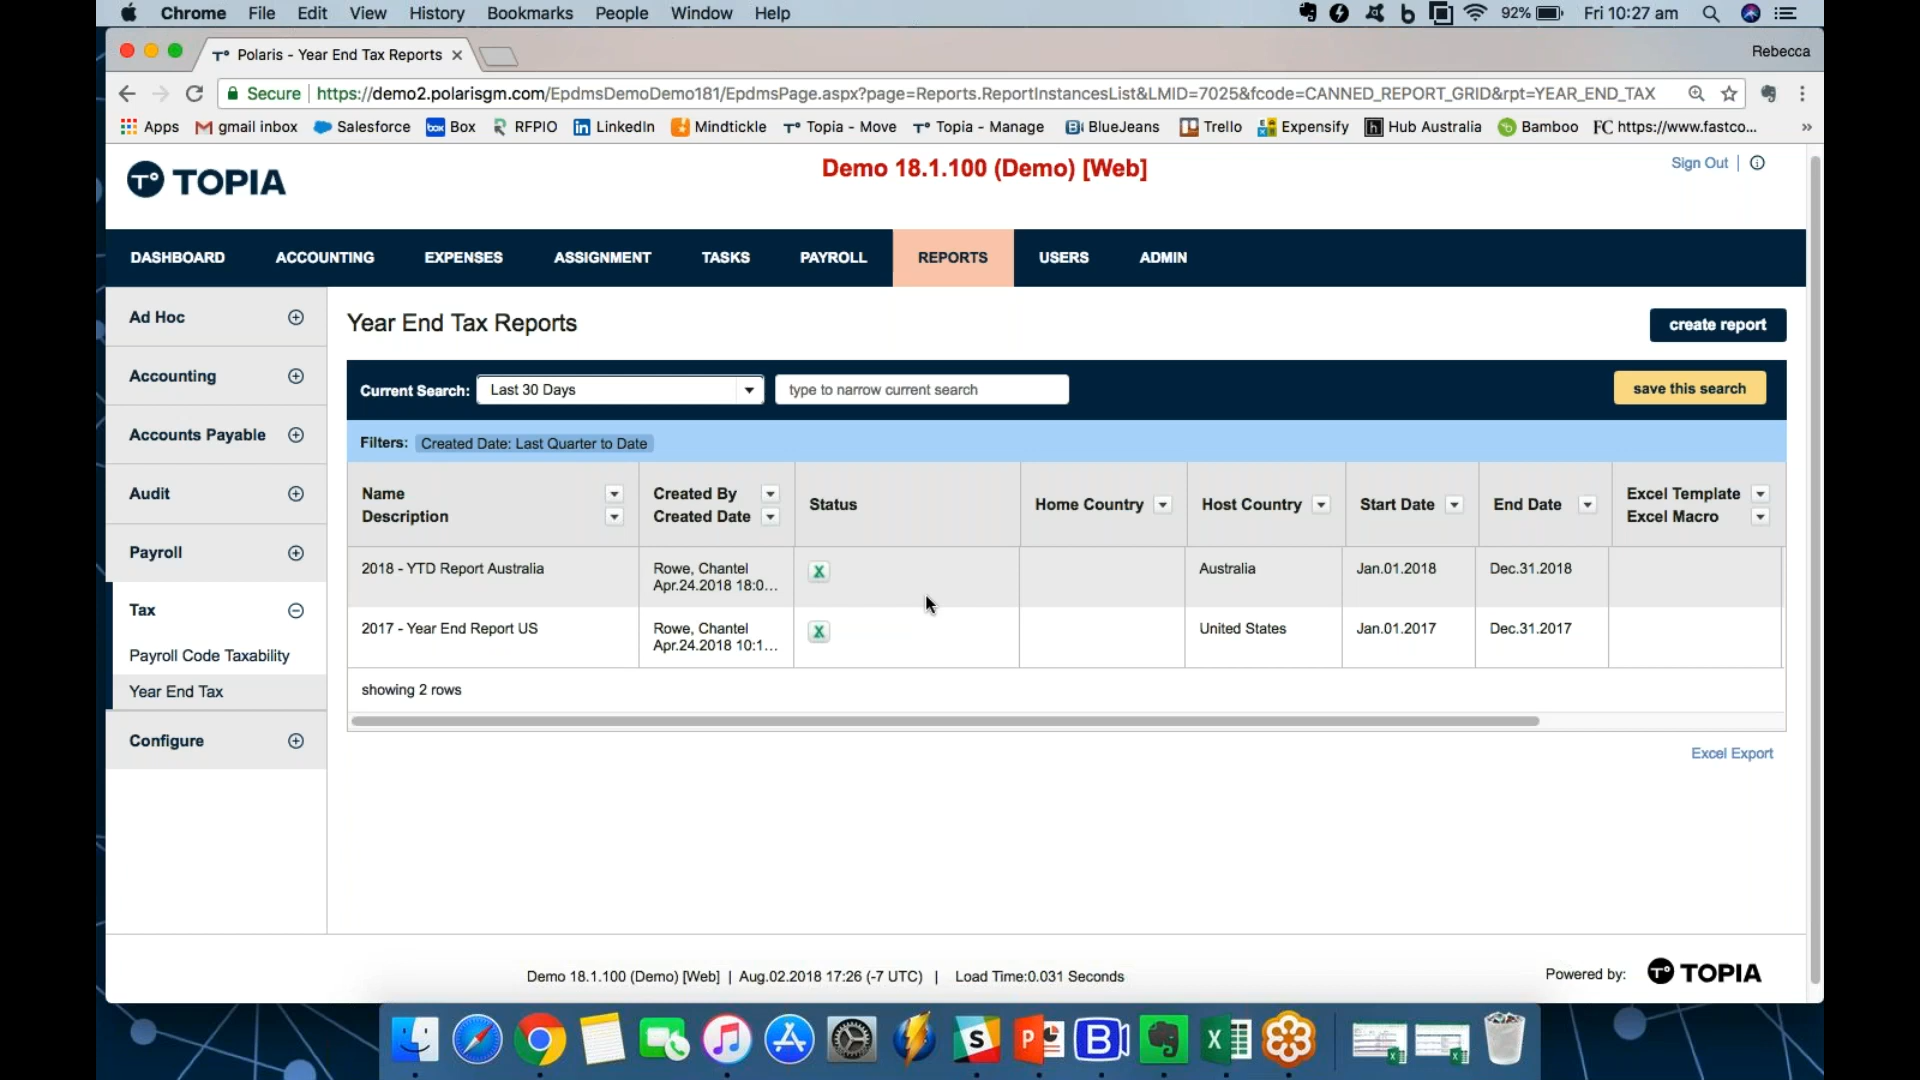 Chrome File Edit View History Bookmarks People Window Help 92% Fri 10:27 am
Polaris - Year End Tax Reports Rebecca
Secure https://demo2.polarisgm.com/EpdmsDemoDemo181/EpdmsPage.aspx?page=Reports.ReportInstancesList&LMID=7025&fcode=CANNED_REPORT_GRID&rpt=YEAR_END_TAX
Apps gmail inbox Salesforce Box RFPIO LinkedIn Mindtickle Topia - Move Topia - Manage BlueJeans Trello Expensify Hub Australia Bamboo FC https://www.fastco... »
TOPIA
Demo 18.1.100 (Demo) [Web]
Sign Out |
DASHBOARD ACCOUNTING EXPENSES ASSIGNMENT TASKS PAYROLL REPORTS USERS ADMIN
Ad Hoc
Accounting
Accounts Payable
Audit
Payroll
Tax
Payroll Code Taxability
Year End Tax
Configure
Year End Tax Reports
create report
Current Search: Last 30 Days type to narrow current search save this search
Filters: Created Date: Last Quarter to Date
Name Created By Status Home Country Host Country Start Date End Date Excel Template
Description Created Date Excel Macro
2018 - YTD Report Australia Rowe, Chantel Australia Jan.01.2018 Dec.31.2018
Apr.24.2018 18:0...
2017 - Year End Report US Rowe, Chantel United States Jan.01.2017 Dec.31.2017
Apr.24.2018 10:1...
showing 2 rows
Excel Export
Demo 18.1.100 (Demo) [Web] | Aug.02.2018 17:26 (-7 UTC) | Load Time:0.031 Seconds
Powered by: TOPIA